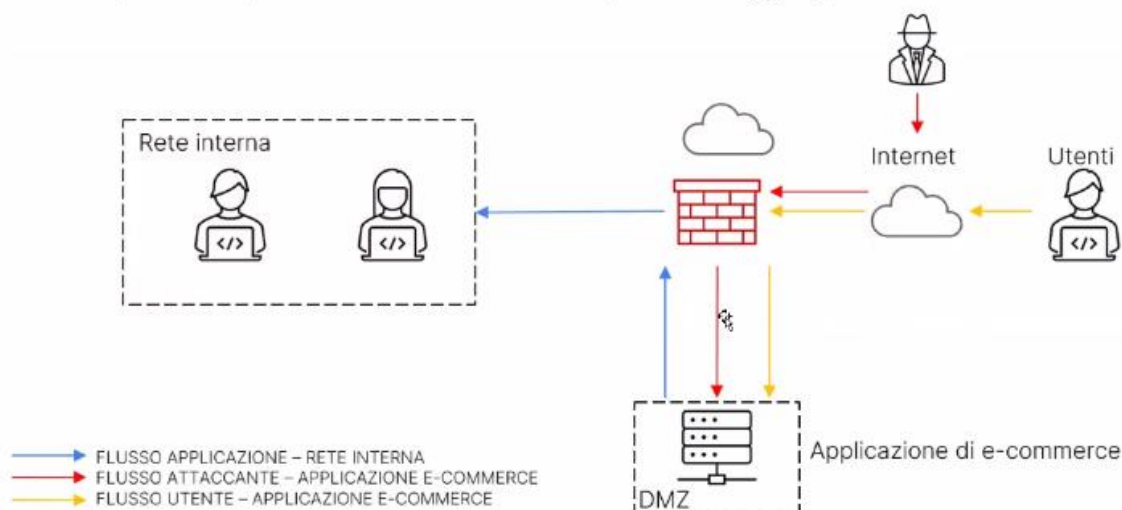 Rete interna
Internet
Utenti
</>
</>
</>
Applicazione di e-commerce
DMZ
FLUSSO APPLICAZIONE – RETE INTERNA
FLUSSO ATTACCANTE – APPLICAZIONE E-COMMERCE
FLUSSO UTENTE – APPLICAZIONE E-COMMERCE